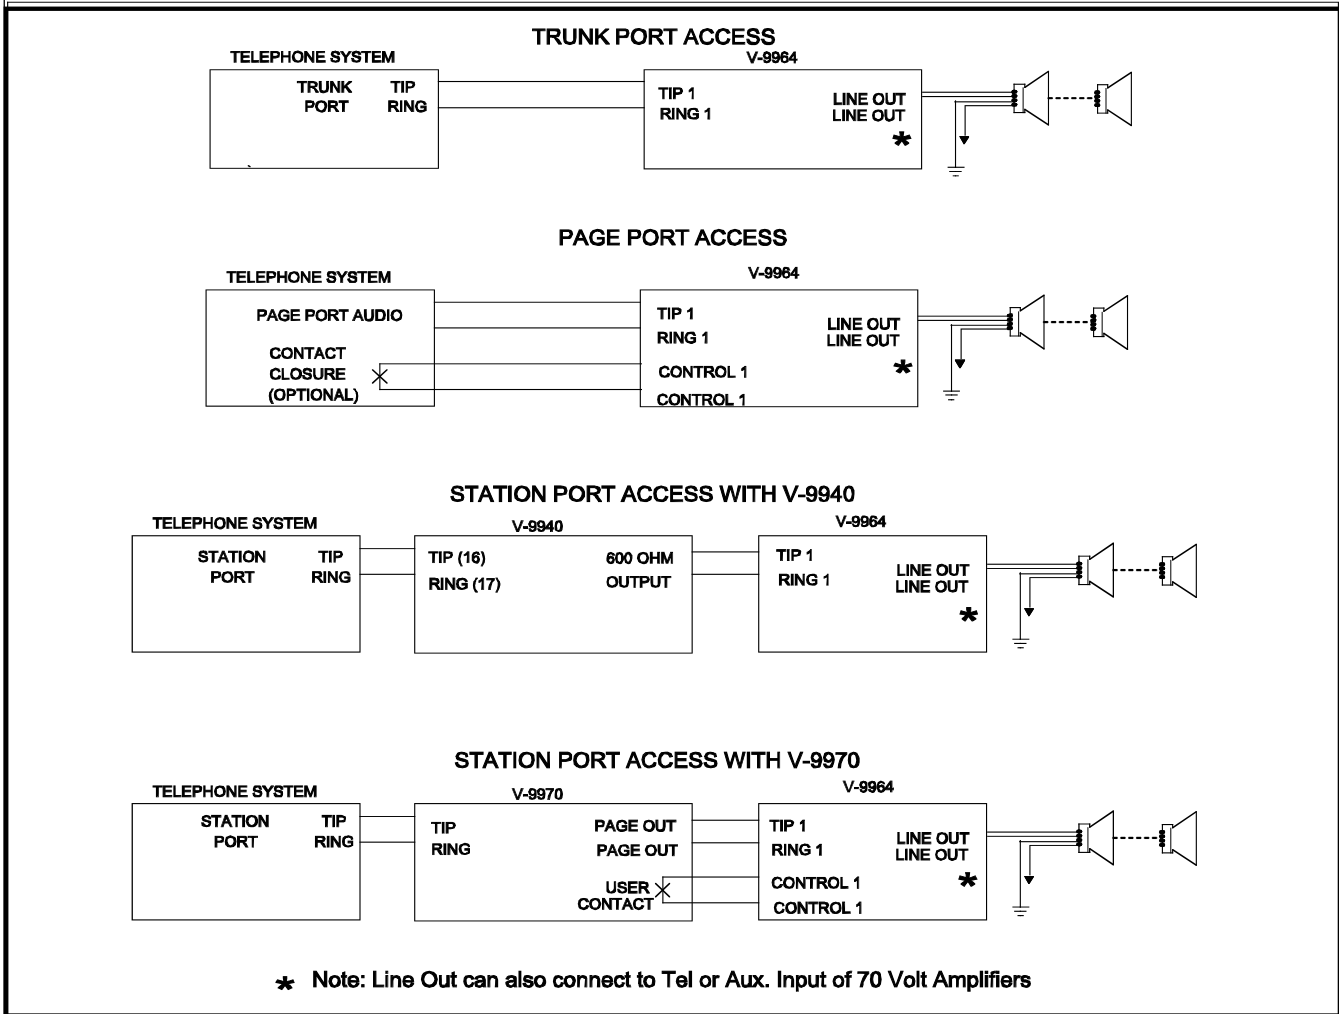 TRUNK PORT ACCESS
TELEPHONE SYSTEM
V-9964
TRUNK TIP
PORT RING
TIP 1
RING 1
LINE OUT
LINE OUT
*
PAGE PORT ACCESS
TELEPHONE SYSTEM
V-9964
PAGE PORT AUDIO
CONTACT
CLOSURE
(OPTIONAL)
TIP 1
RING 1
CONTROL 1
CONTROL 1
LINE OUT
LINE OUT
*
STATION PORT ACCESS WITH V-9940
TELEPHONE SYSTEM
V-9940
V-9964
STATION TIP
PORT RING
TIP (16) 600 OHM
RING (17) OUTPUT
TIP 1
RING 1
LINE OUT
LINE OUT
*
STATION PORT ACCESS WITH V-9970
TELEPHONE SYSTEM
V-9970
V-9964
STATION TIP
PORT RING
TIP
RING
PAGE OUT
PAGE OUT
USER
CONTACT
TIP 1
RING 1
CONTROL 1
CONTROL 1
LINE OUT
LINE OUT
*
* Note: Line Out can also connect to Tel or Aux. Input of 70 Volt Amplifiers